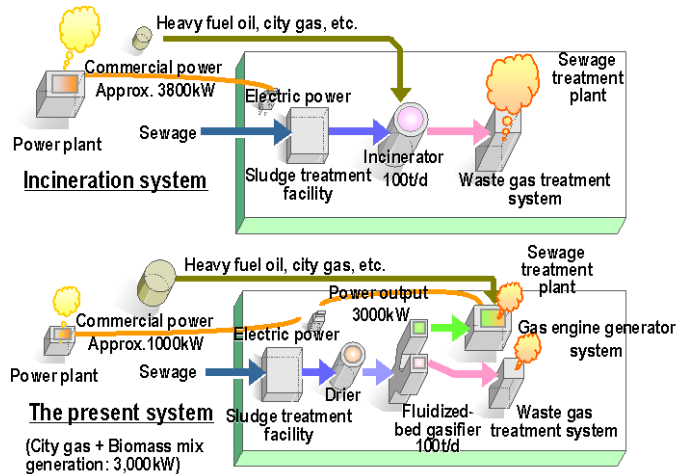 Heavy fuel oil, city gas, etc.
Commercial power
Approx. 3800kW
Power plant
Electric power
Sewage
Sludge treatment
facility
Incinerator
100t/d
Sewage
treatment
plant
Waste gas treatment
system
Incineration system
Heavy fuel oil, city gas, etc.
Commercial power
Approx.1000kW
Power plant
Electric power
Power output
3000kW
Sewage
treatment
plant
Gas engine generator
system
Sewage
Sludge treatment
facility
Drier
Fluidized-
bed gasifier
100t/d
Waste gas
treatment system
The present system
(City gas + Biomass mix
generation: 3,000kW)